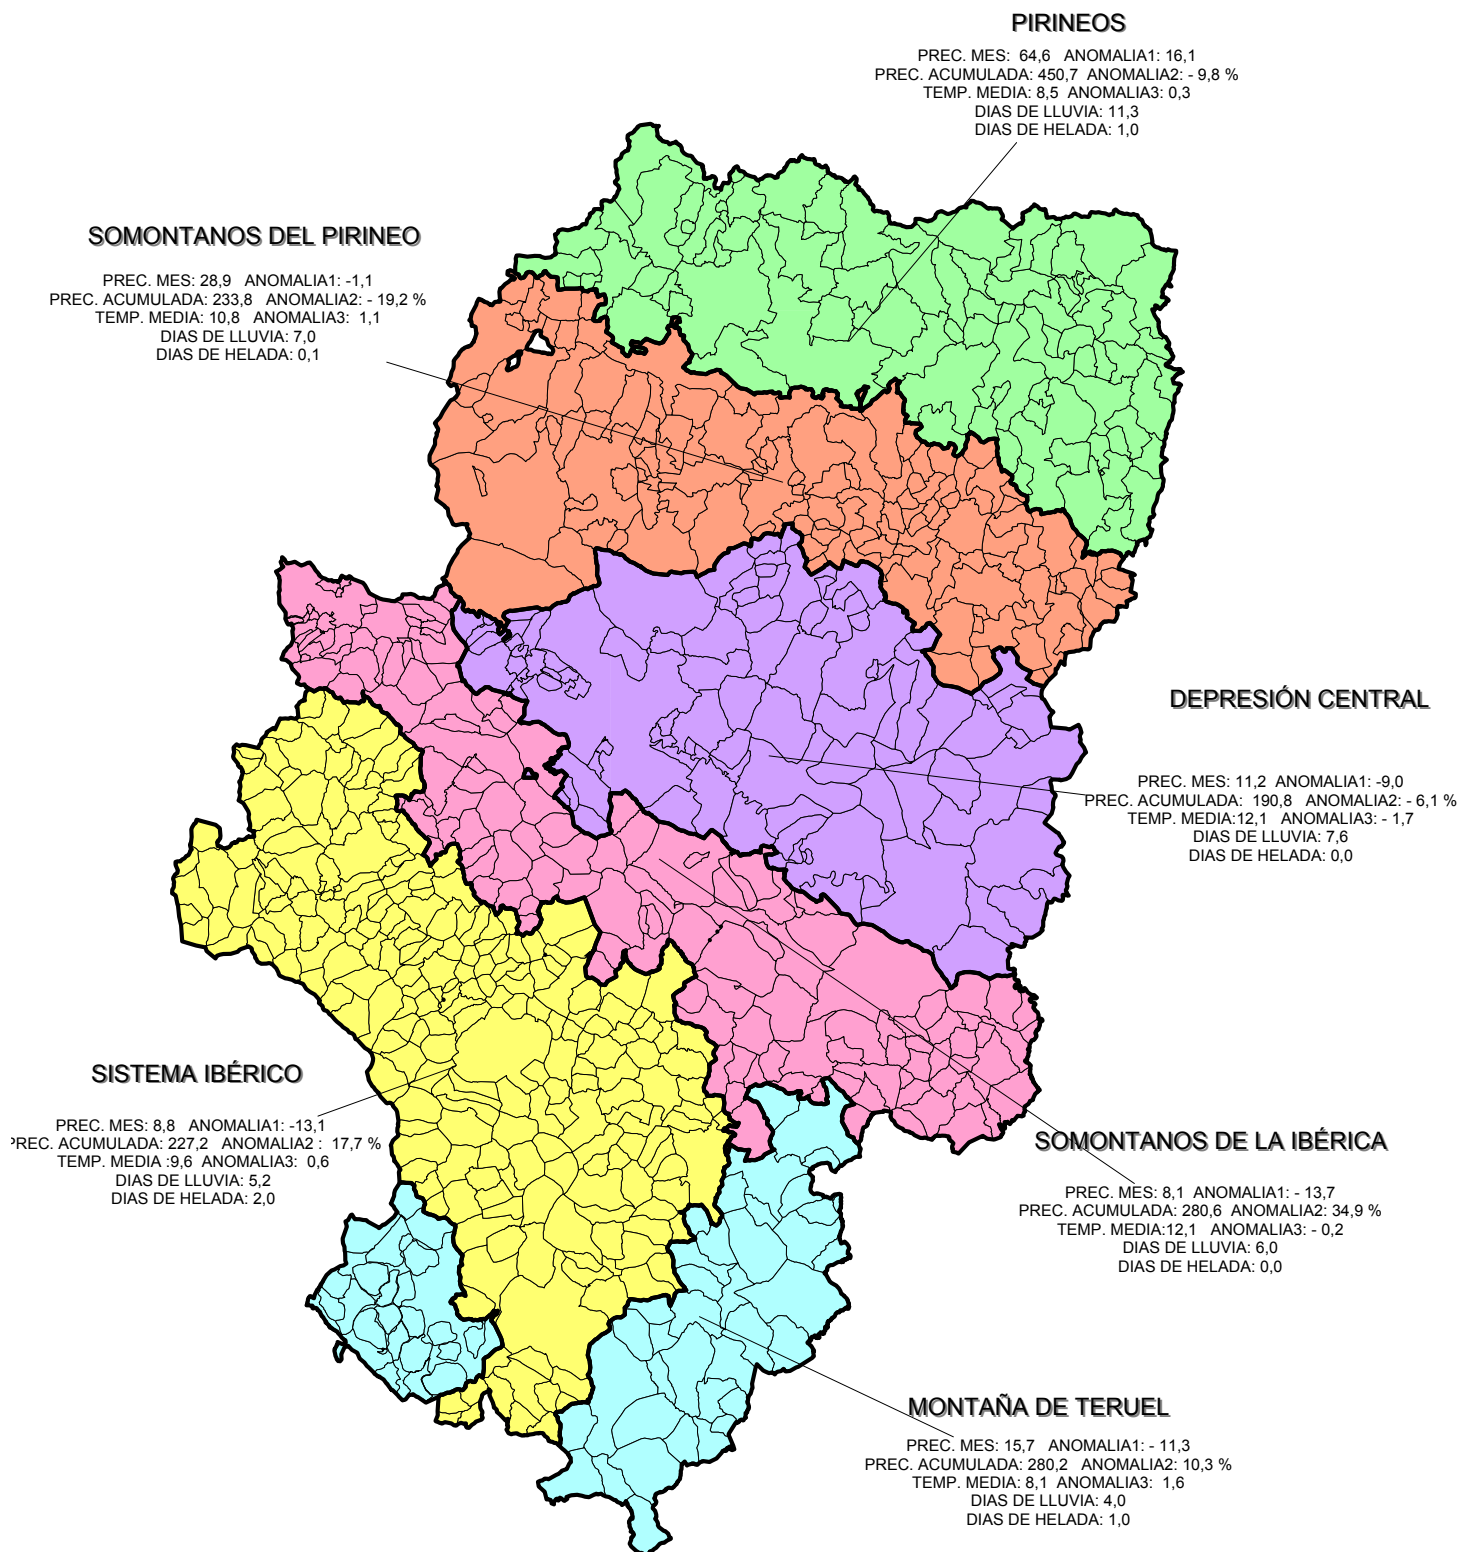 PIRINEOS
PREC. MES: 64,6 ANOMALIA1: 16,1
PREC. ACUMULADA: 450,7 ANOMALIA2: - 9,8 %
TEMP. MEDIA: 8,5 ANOMALIA3: 0,3
DIAS DE LLUVIA: 11,3
DIAS DE HELADA: 1,0
SOMONTANOS DEL PIRINEO
PREC. MES: 28,9 ANOMALIA1: -1,1
PREC. ACUMULADA: 233,8 ANOMALIA2: - 19,2 %
TEMP. MEDIA: 10,8 ANOMALIA3: 1,1
DIAS DE LLUVIA: 7,0
DIAS DE HELADA: 0,1
DEPRESIÓN CENTRAL
PREC. MES: 11,2 ANOMALIA1: -9,0
PREC. ACUMULADA: 190,8 ANOMALIA2: - 6,1 %
TEMP. MEDIA:12,1 ANOMALIA3: - 1,7
DIAS DE LLUVIA: 7,6
DIAS DE HELADA: 0,0
SISTEMA IBÉRICO
PREC. MES: 8,8 ANOMALIA1: -13,1
PREC. ACUMULADA: 227,2 ANOMALIA2 : 17,7 %
TEMP. MEDIA :9,6 ANOMALIA3: 0,6
DIAS DE LLUVIA: 5,2
DIAS DE HELADA: 2,0
SOMONTANOS DE LA IBÉRICA
PREC. MES: 8,1 ANOMALIA1: - 13,7
PREC. ACUMULADA: 280,6 ANOMALIA2: 34,9 %
TEMP. MEDIA:12,1 ANOMALIA3: - 0,2
DIAS DE LLUVIA: 6,0
DIAS DE HELADA: 0,0
MONTAÑA DE TERUEL
PREC. MES: 15,7 ANOMALIA1: - 11,3
PREC. ACUMULADA: 280,2 ANOMALIA2: 10,3 %
TEMP. MEDIA: 8,1 ANOMALIA3: 1,6
DIAS DE LLUVIA: 4,0
DIAS DE HELADA: 1,0